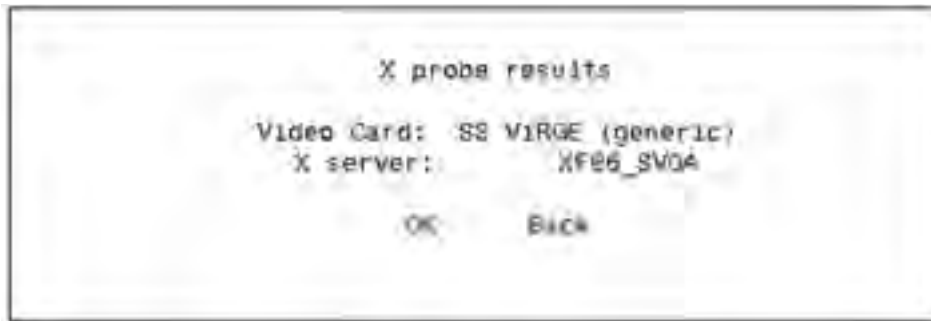 X probe results
Video Card: S3 ViRGE (generic)
X server: XF86_SVGA
OK Back